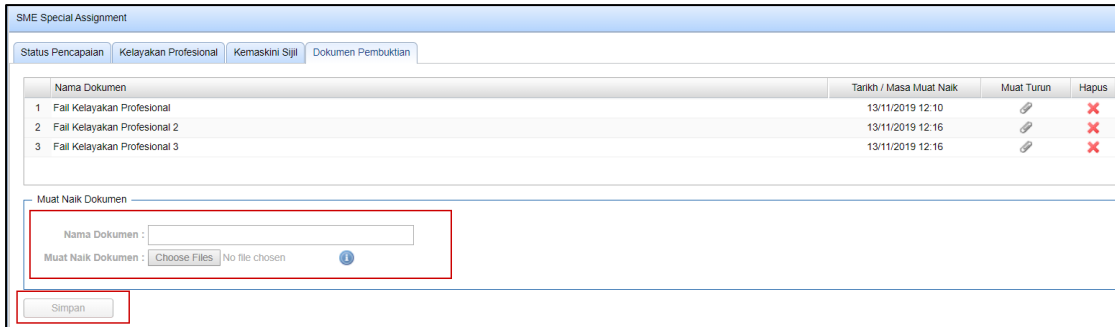 SME Special Assignment
Status Pencapaian Kelayakan Profesional Kemaskini Sijil Dokumen Pembuktian
Nama Dokumen Tarikh / Masa Muat Naik Muat Turun Hapus
1 Fail Kelayakan Profesional 13/11/2019 12:10
2 Fail Kelayakan Profesional 2 13/11/2019 12:16
3 Fail Kelayakan Profesional 3 13/11/2019 12:16
Muat Naik Dokumen
Nama Dokumen :
Muat Naik Dokumen : Choose Files No file chosen
Simpan